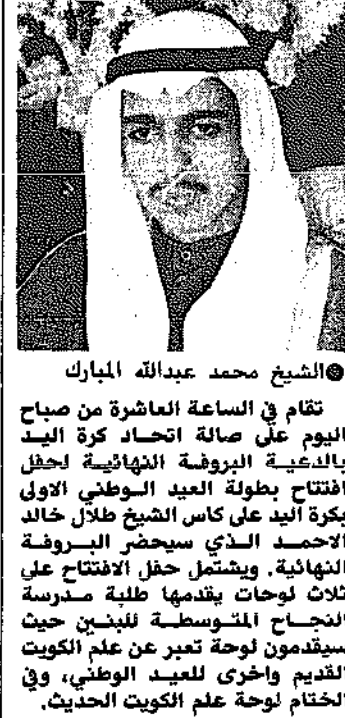 ●الشيخ محمد عبدالله المبارك
تقام في الساعة العاشرة من صباح
اليوم على صالة اتحاد كرة اليد
بالدعية البروفة النهائية لحفل
افتتاح بطولة العيد الوطني الاولى
بكرة اليد على كاس الشيخ طلال خالد
الاحمد الذي سيحضر البروفة
النهائية. ويشتمل حفل الافتتاح على
ثلاث لوحات يقدمها طلبة مدرسة
النجاح المتوسطة للبنين حيث
سيقدمون لوحة تعبر عن علم الكويت
القديم واخرى للعيد الوطني، وفي
الختام لوحة علم الكويت الحديث.